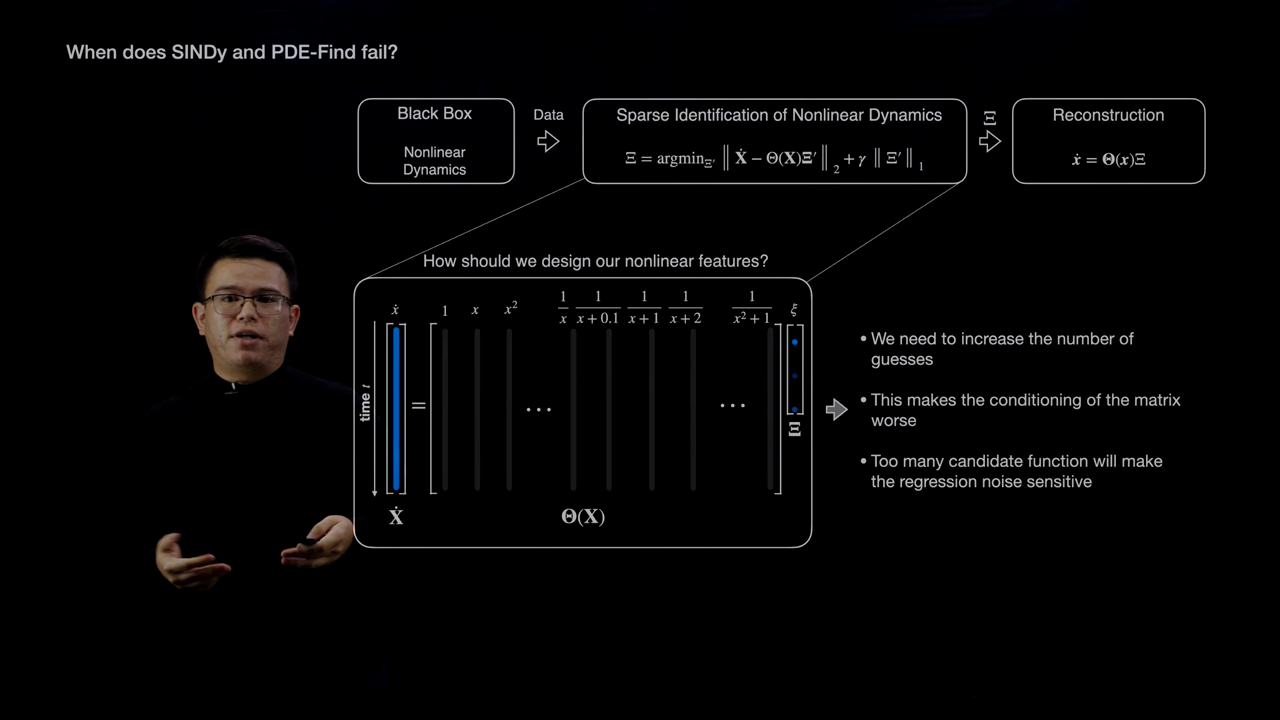 When does SINDy and PDE-Find fail?
Black Box
Nonlinear
Dynamics
Data
Sparse Identification of Nonlinear Dynamics
Ξ = argmin_Ξ′ ‖ Ẋ − Θ(X)Ξ′ ‖_2 + γ ‖ Ξ′ ‖_1
Ξ
Reconstruction
ẋ = Θ(x)Ξ
How should we design our nonlinear features?
ẋ 1 x x² 1/x 1/(x + 0.1) 1/(x + 1) 1/(x + 2) 1/(x² + 1) ξ
time t
= ... ...
Ξ
Ẋ Θ(X)
• We need to increase the number of
guesses
• This makes the conditioning of the matrix
worse
• Too many candidate function will make
the regression noise sensitive